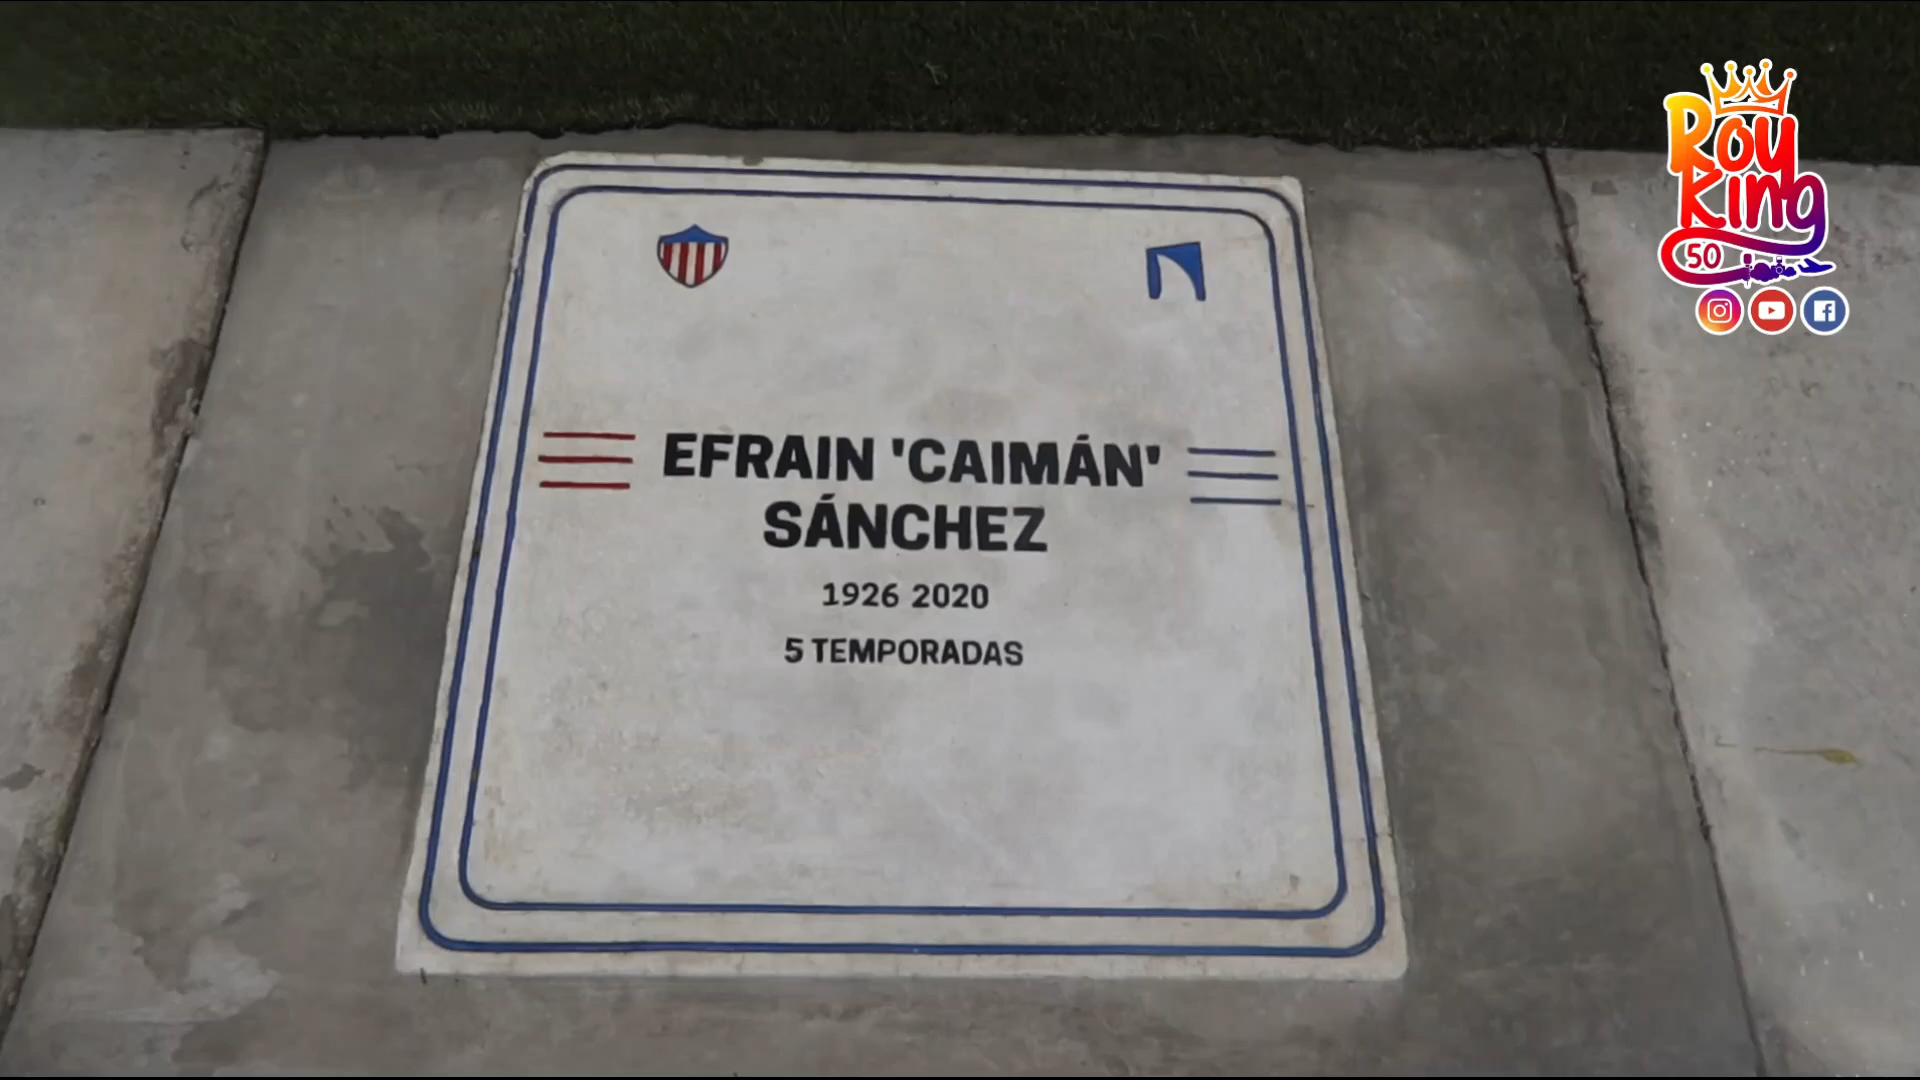 EFRAIN 'CAIMÁN'
SÁNCHEZ
1926 2020
5 TEMPORADAS
Roy
King
50